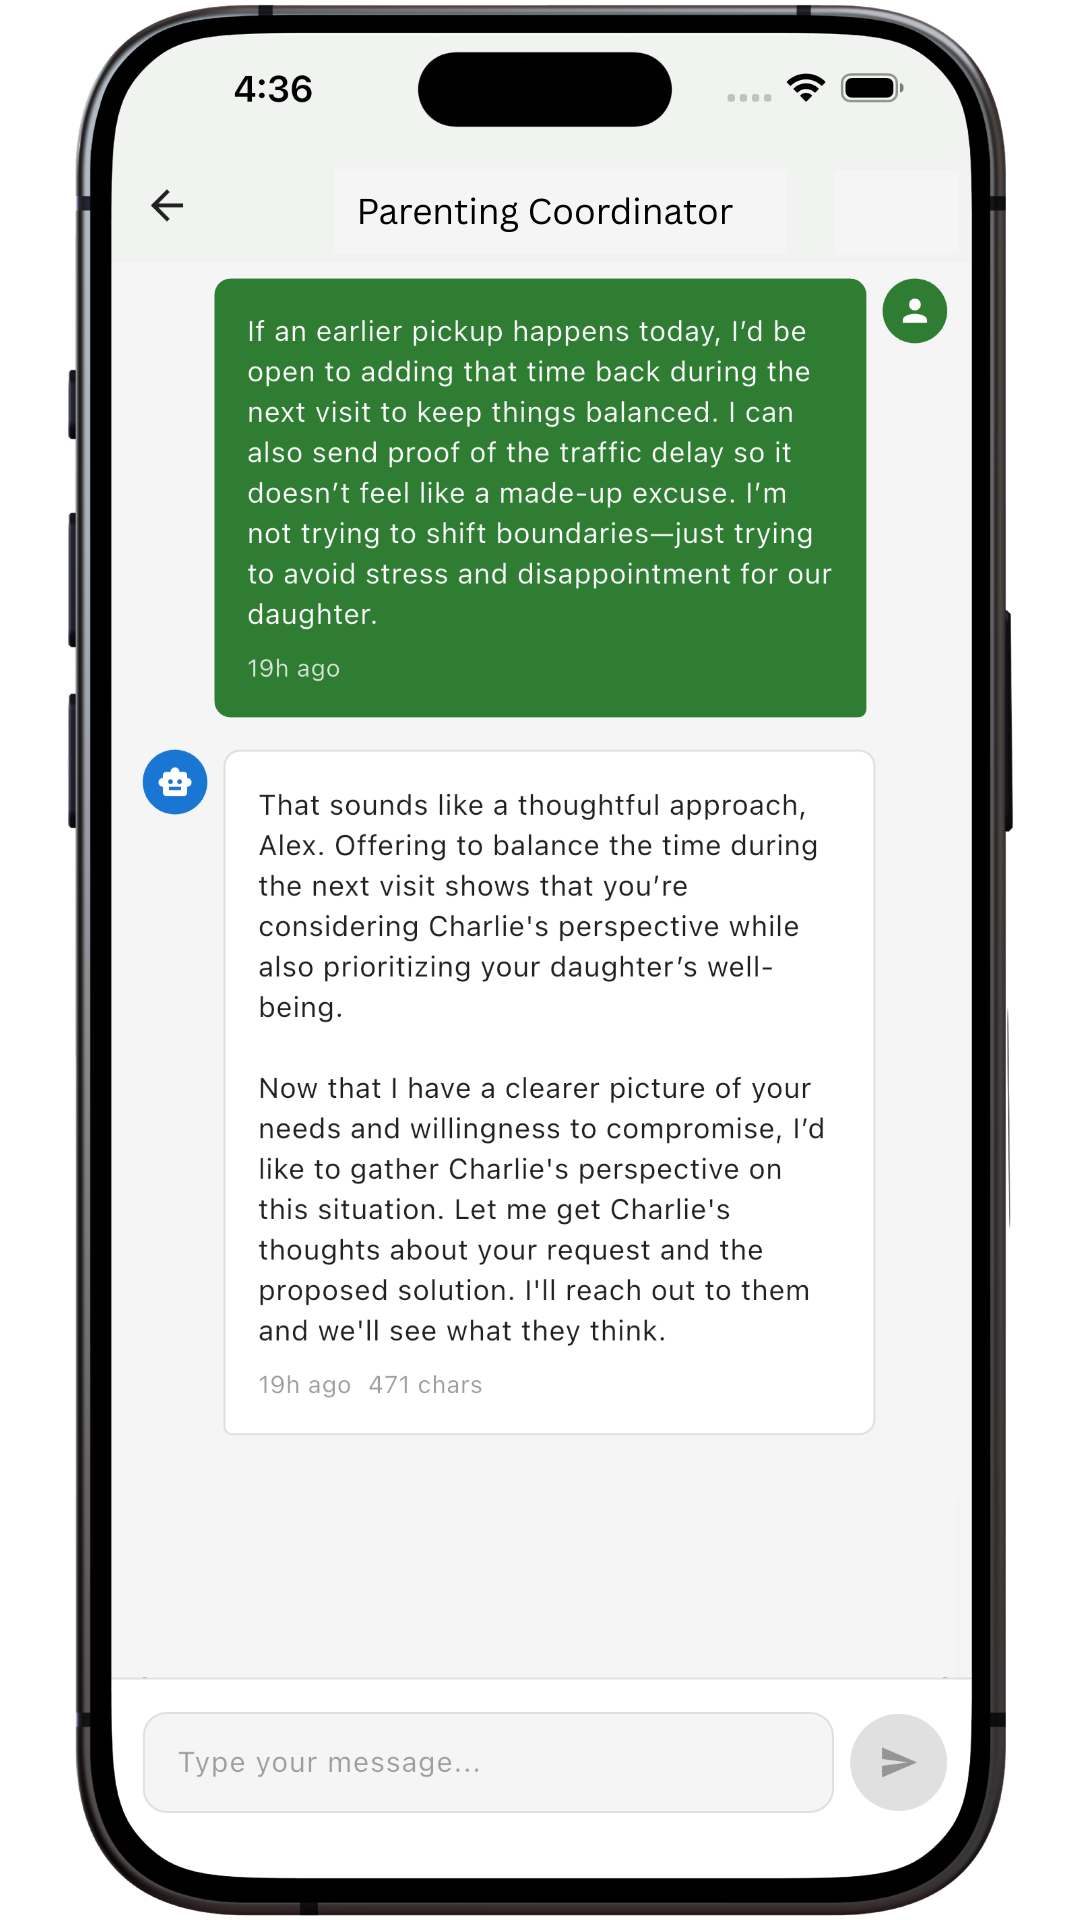 4:36
Parenting Coordinator
If an earlier pickup happens today, I’d be
open to adding that time back during the
next visit to keep things balanced. I can
also send proof of the traffic delay so it
doesn’t feel like a made-up excuse. I’m
not trying to shift boundaries—just trying
to avoid stress and disappointment for our
daughter.
19h ago
That sounds like a thoughtful approach,
Alex. Offering to balance the time during
the next visit shows that you’re
considering Charlie's perspective while
also prioritizing your daughter’s well-
being.
Now that I have a clearer picture of your
needs and willingness to compromise, I’d
like to gather Charlie's perspective on
this situation. Let me get Charlie's
thoughts about your request and the
proposed solution. I'll reach out to them
and we'll see what they think.
19h ago 471 chars
Type your message...